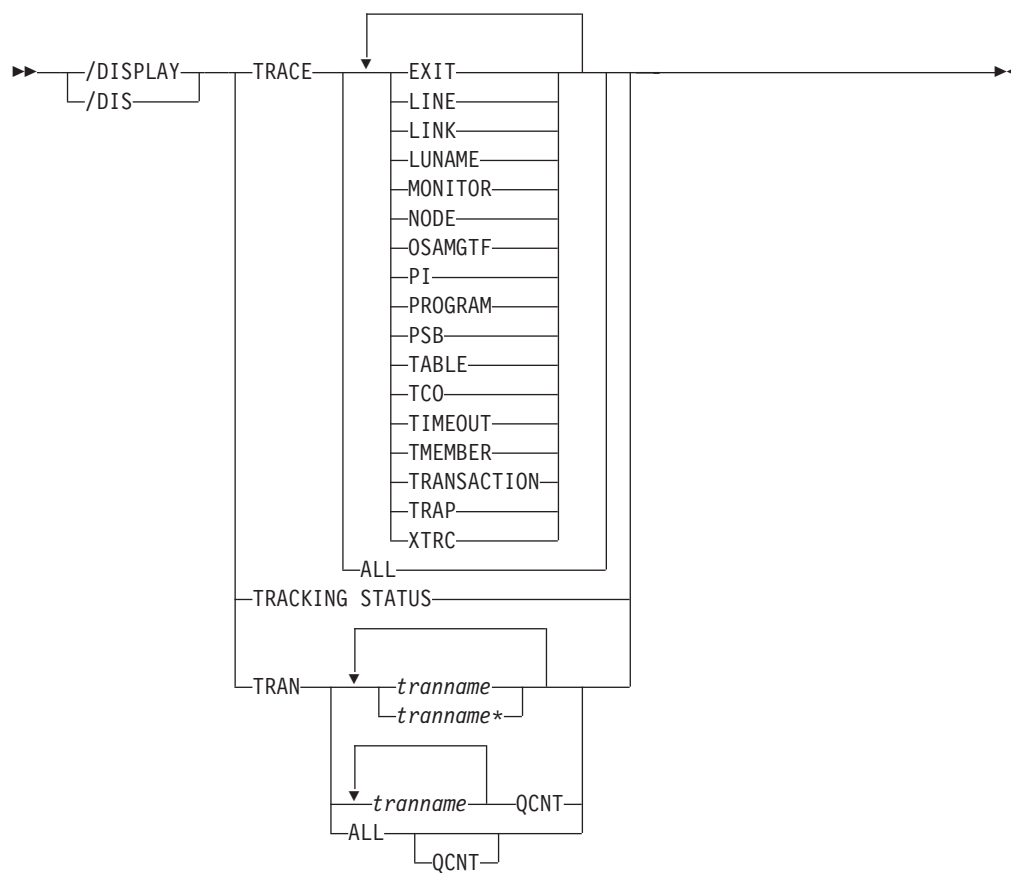 /DISPLAY TRACE EXIT
/DIS LINE
LINK
LUNAME
MONITOR
NODE
OSAMGTF
PI
PROGRAM
PSB
TABLE
TCO
TIMEOUT
TMEMBER
TRANSACTION
TRAP
XTRC
ALL
TRACKING STATUS
TRAN tranname
tranname*
tranname QCNT
ALL
QCNT